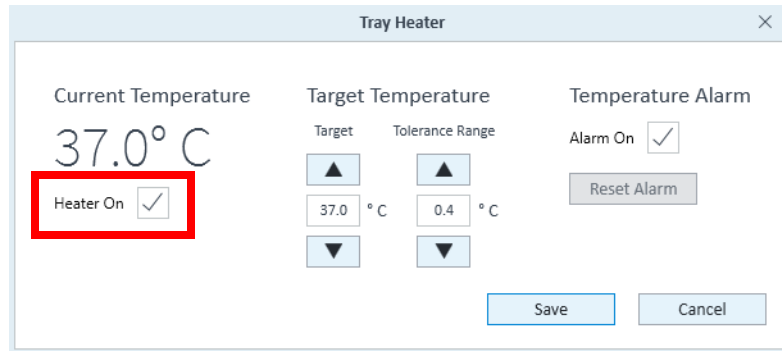 Tray Heater
Current Temperature
37.0° C
Heater On
Target Temperature
Target
Tolerance Range
37.0 ° C
0.4 ° C
Temperature Alarm
Alarm On
Reset Alarm
Save
Cancel